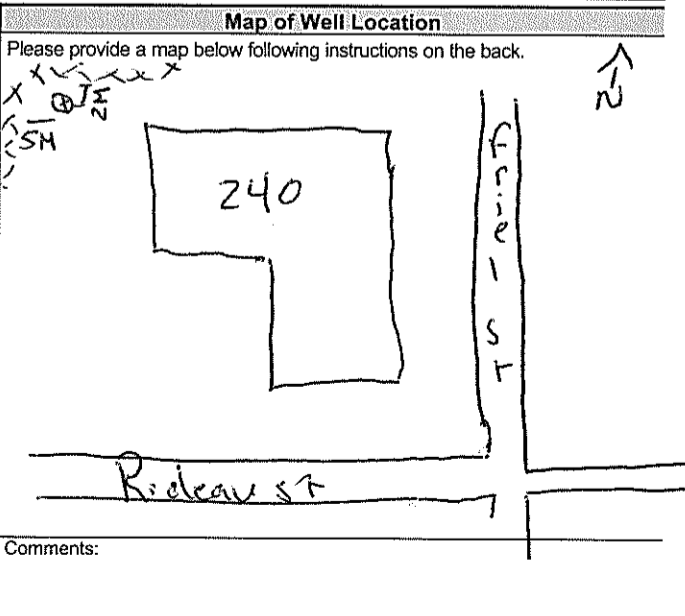 Map of Well Location
Please provide a map below following instructions on the back.
N
2M
5M
240
Friel St
Rideau St
Comments: